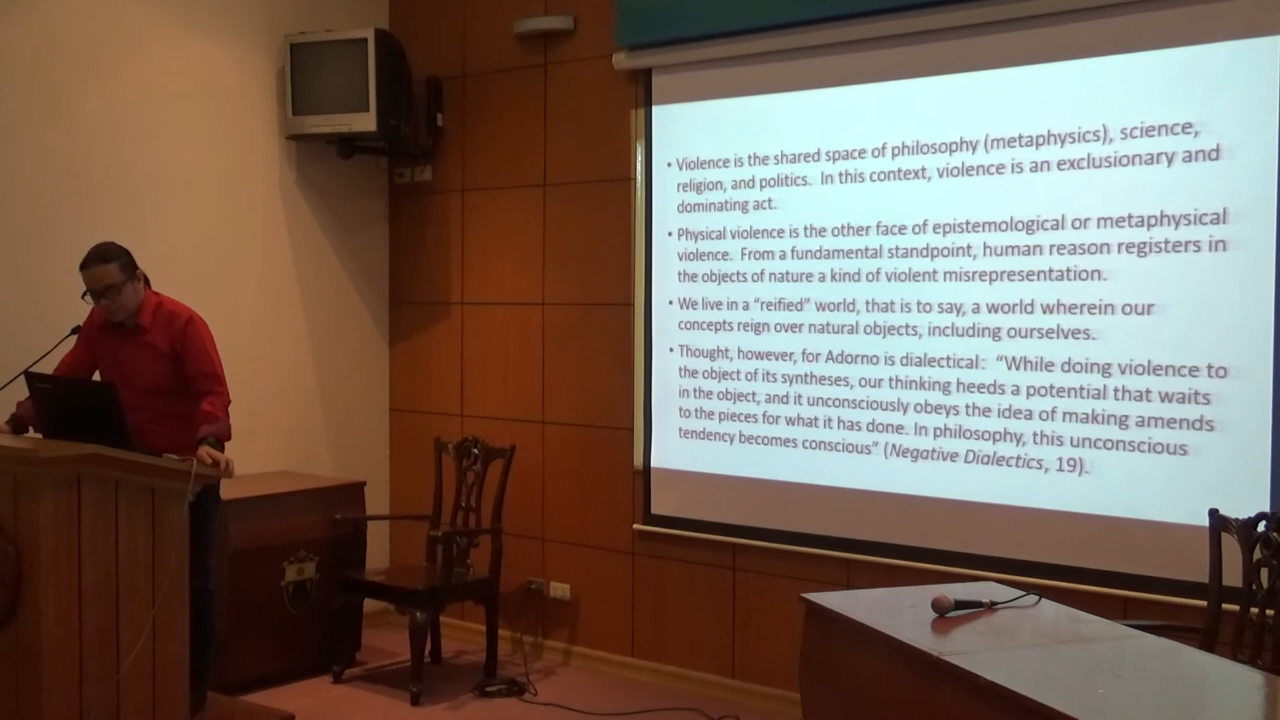 • Violence is the shared space of philosophy (metaphysics), science,
religion, and politics. In this context, violence is an exclusionary and
dominating act.
• Physical violence is the other face of epistemological or metaphysical
violence. From a fundamental standpoint, human reason registers in
the objects of nature a kind of violent misrepresentation.
• We live in a “reified” world, that is to say, a world wherein our
concepts reign over natural objects, including ourselves.
• Thought, however, for Adorno is dialectical: “While doing violence to
the object of its syntheses, our thinking heeds a potential that waits
in the object, and it unconsciously obeys the idea of making amends
to the pieces for what it has done. In philosophy, this unconscious
tendency becomes conscious” (Negative Dialectics, 19).